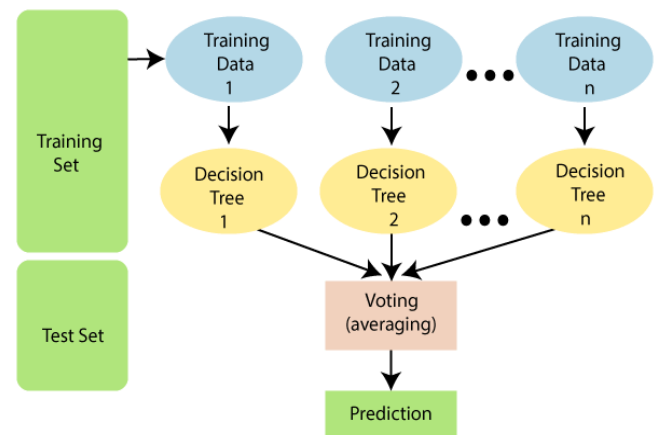 Training
Set
Training
Data
1
Training
Data
2
Training
Data
n
Decision
Tree
1
Decision
Tree
2
Decision
Tree
n
Test Set
Voting
(averaging)
Prediction